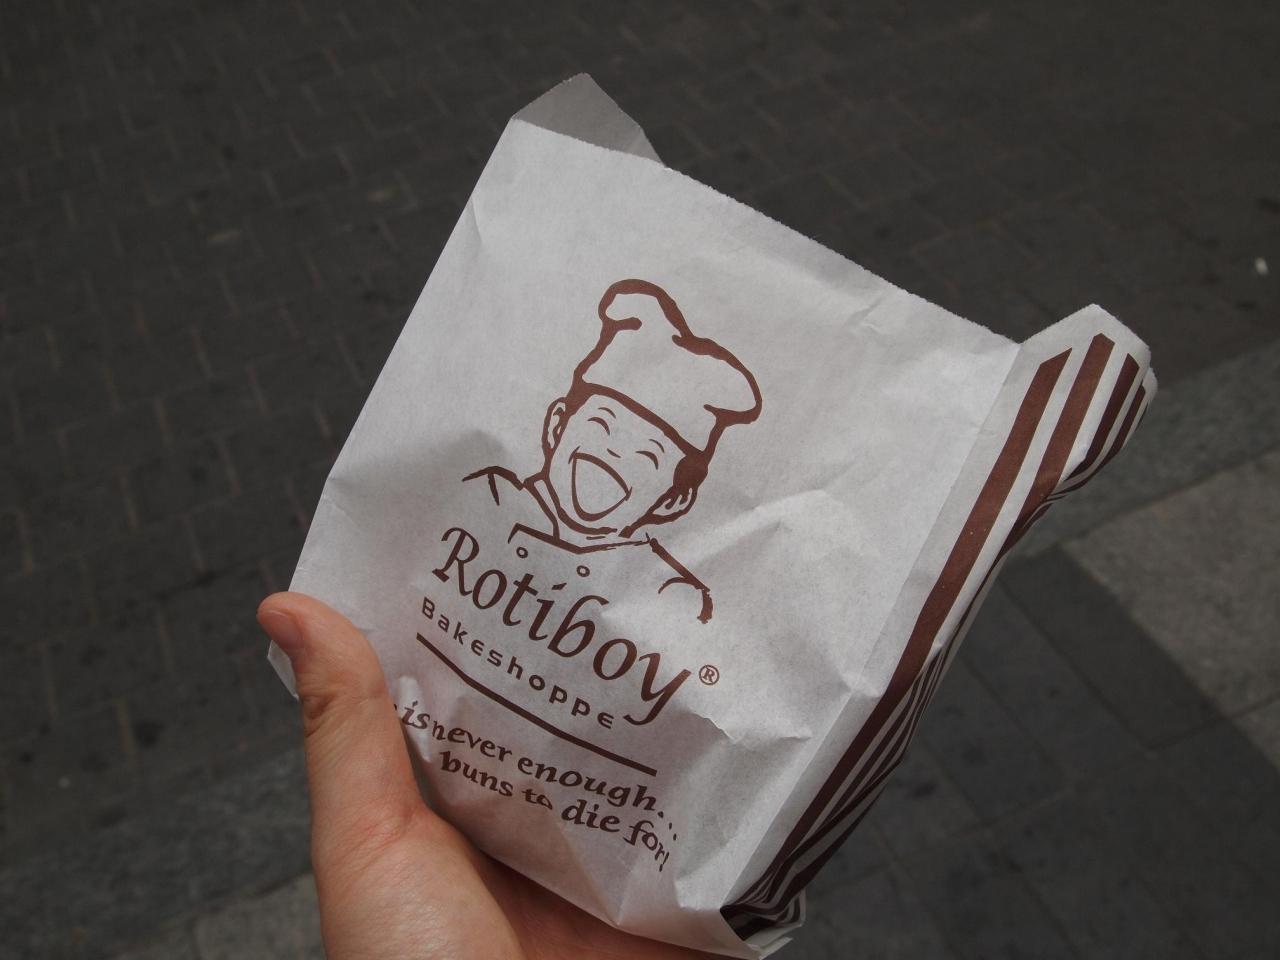 Rotiboy®
Bakeshoppe
is never enough...
buns to die for!